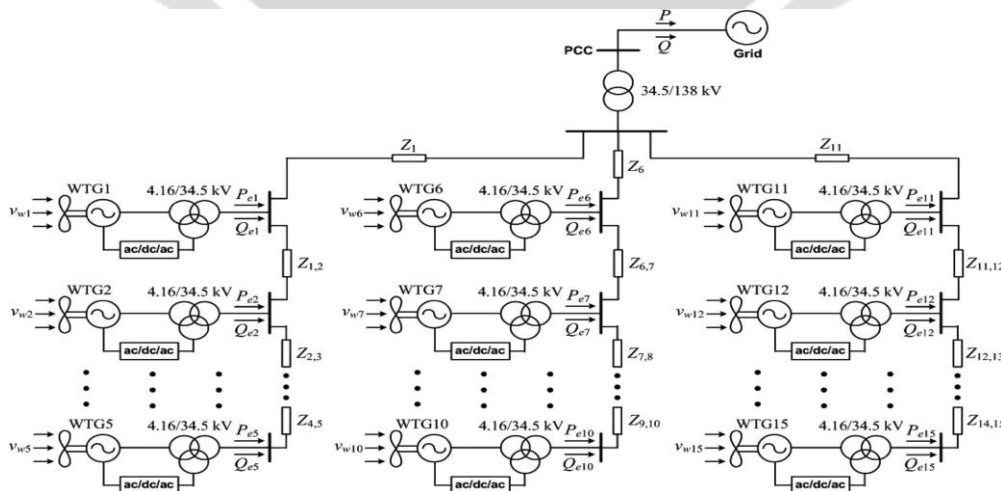 P
Q
PCC
Grid
34.5/138 kV
Z1
Z6
Z11
WTG1 4.16/34.5 kV Pe1
vw1
Qe1
ac/dc/ac
Z1,2
WTG6 4.16/34.5 kV Pe6
vw6
Qe6
ac/dc/ac
Z6,7
WTG11 4.16/34.5 kV Pe11
vw11
Qe11
ac/dc/ac
Z11,12
WTG2 4.16/34.5 kV Pe2
vw2
Qe2
ac/dc/ac
Z2,3
WTG7 4.16/34.5 kV Pe7
vw7
Qe7
ac/dc/ac
Z7,8
WTG12 4.16/34.5 kV Pe12
vw12
Qe12
ac/dc/ac
Z12,13
WTG5 4.16/34.5 kV Pe5
Z4,5
vw5
Qe5
ac/dc/ac
WTG10 4.16/34.5 kV Pe10
Z9,10
vw10
Qe10
ac/dc/ac
WTG15 4.16/34.5 kV Pe15
vw15
Qe15
ac/dc/ac